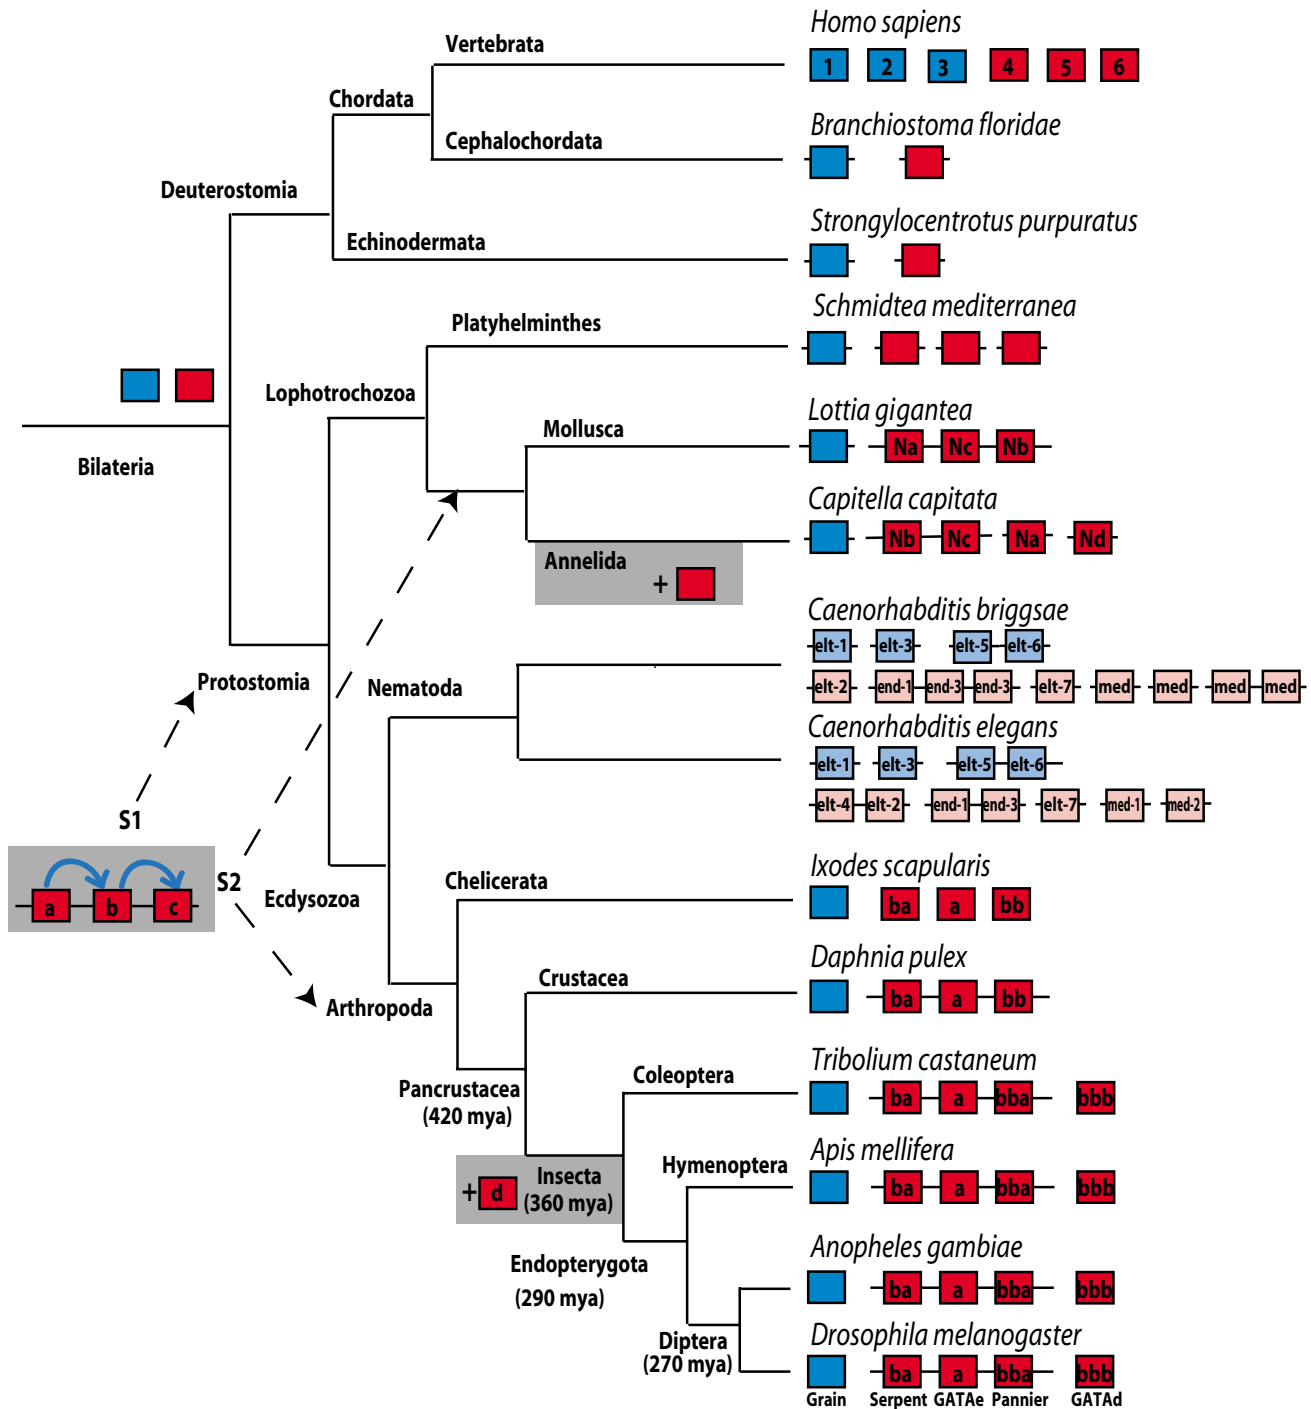 Homo sapiens
Vertebrata
1 2 3 4 5 6
Chordata
Branchiostoma floridae
Cephalochordata
Deuterostomia
Strongylocentrotus purpuratus
Echinodermata
Schmidtea mediterranea
Platyhelminthes
Lophotrochozoa
Lottia gigantea
Mollusca
Na Nc Nb
Bilateria
Capitella capitata
Nb Nc Na Nd
Annelida
+
Caenorhabditis briggsae
elt-1 elt-3 elt-5 elt-6
Protostomia
Nematoda
elt-2 end-1 end-3 end-3 elt-7 med med med med
Caenorhabditis elegans
elt-1 elt-3 elt-5 elt-6
elt-4 elt-2 end-1 end-3 elt-7 med-1 med-2
S1
Ixodes scapularis
S2
Chelicerata
Ecdysozoa
a b c
ba a bb
Daphnia pulex
Crustacea
Arthropoda
ba a bb
Tribolium castaneum
Coleoptera
Pancrustacea
(420 mya)
ba a bba bbb
Apis mellifera
Hymenoptera
Insecta
+ d
(360 mya)
ba a bba bbb
Anopheles gambiae
Endopterygota
(290 mya)
ba a bba bbb
Drosophila melanogaster
Diptera
(270 mya)
ba a bba bbb
Grain Serpent GATAe Pannier GATAd